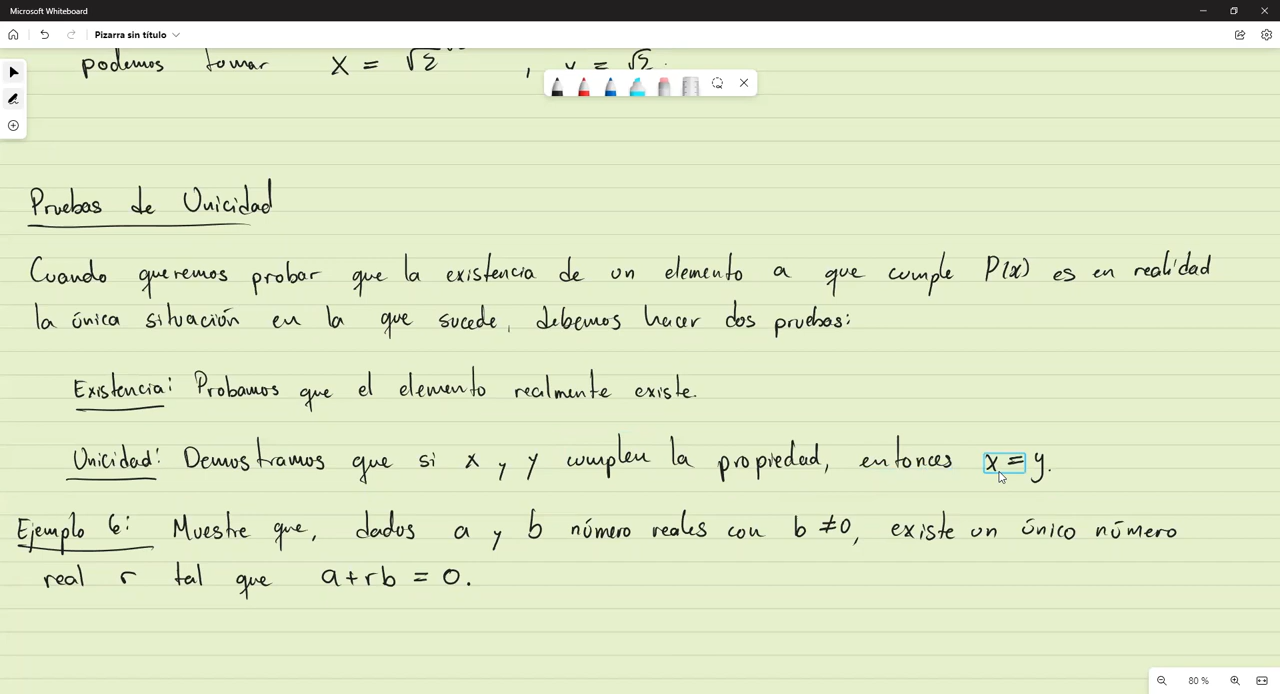 Microsoft Whiteboard
Pizarra sin título
podemos tomar x = √2 , y = √2.
Pruebas de Unicidad
Cuando queremos probar que la existencia de un elemento a que cumple P(x) es en realidad
la única situación en la que sucede, debemos hacer dos pruebas:
Existencia: Probamos que el elemento realmente existe.
Unicidad: Demostramos que si x y y cumplen la propiedad, entonces x = y.
Ejemplo 6: Muestre que, dados a y b número reales con b ≠ 0, existe un único número
real r tal que a + rb = 0.
80 %